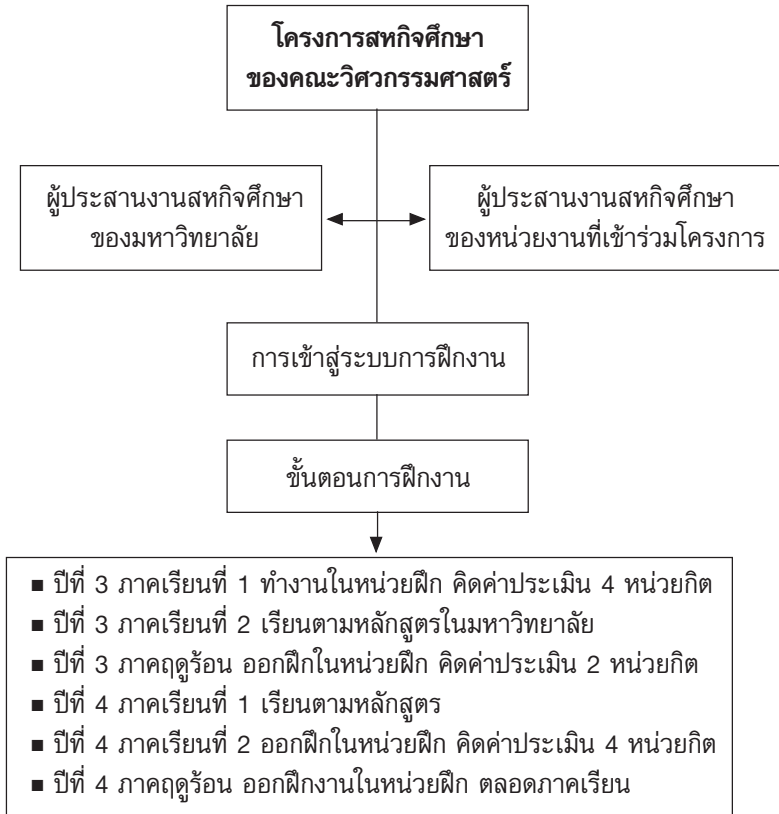 โครงการสหกิจศึกษา
ของคณะวิศวกรรมศาสตร์
ผู้ประสานงานสหกิจศึกษา
ของมหาวิทยาลัย
ผู้ประสานงานสหกิจศึกษา
ของหน่วยงานที่เข้าร่วมโครงการ
การเข้าสู่ระบบการฝึกงาน
ขั้นตอนการฝึกงาน
■ ปีที่ 3 ภาคเรียนที่ 1 ทำงานในหน่วยฝึก คิดค่าประเมิน 4 หน่วยกิต
■ ปีที่ 3 ภาคเรียนที่ 2 เรียนตามหลักสูตรในมหาวิทยาลัย
■ ปีที่ 3 ภาคฤดูร้อน ออกฝึกในหน่วยฝึก คิดค่าประเมิน 2 หน่วยกิต
■ ปีที่ 4 ภาคเรียนที่ 1 เรียนตามหลักสูตร
■ ปีที่ 4 ภาคเรียนที่ 2 ออกฝึกในหน่วยฝึก คิดค่าประเมิน 4 หน่วยกิต
■ ปีที่ 4 ภาคฤดูร้อน ออกฝึกงานในหน่วยฝึก ตลอดภาคเรียน